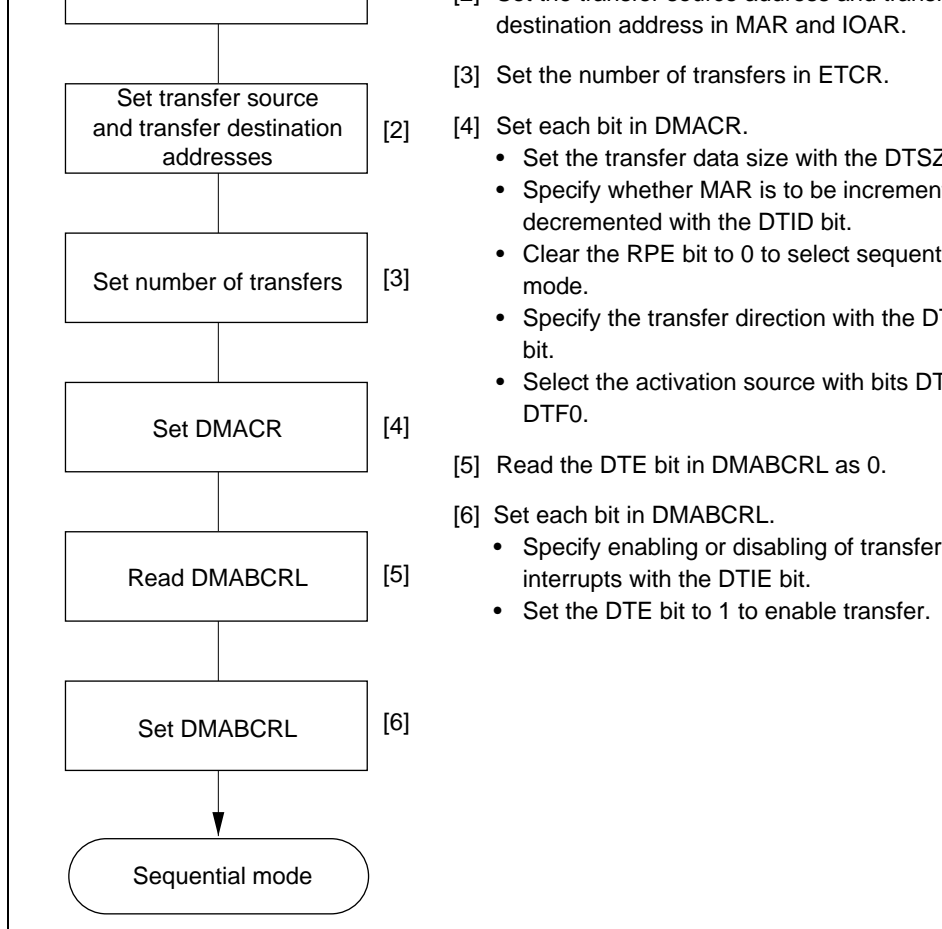 Set transfer source
and transfer destination
addresses
[2]
Set number of transfers
[3]
Set DMACR
[4]
Read DMABCRL
[5]
Set DMABCRL
[6]
Sequential mode
destination address in MAR and IOAR.
[3] Set the number of transfers in ETCR.
[4] Set each bit in DMACR.
• Set the transfer data size with the
• Specify whether MAR is to be
decremented with the DTID bit.
• Clear the RPE bit to 0 to select
mode.
• Specify the transfer direction with the
bit.
• Select the activation source with bits
DTF0.
[5] Read the DTE bit in DMABCRL as 0.
[6] Set each bit in DMABCRL.
• Specify enabling or disabling of transfer
interrupts with the DTIE bit.
• Set the DTE bit to 1 to enable transfer.